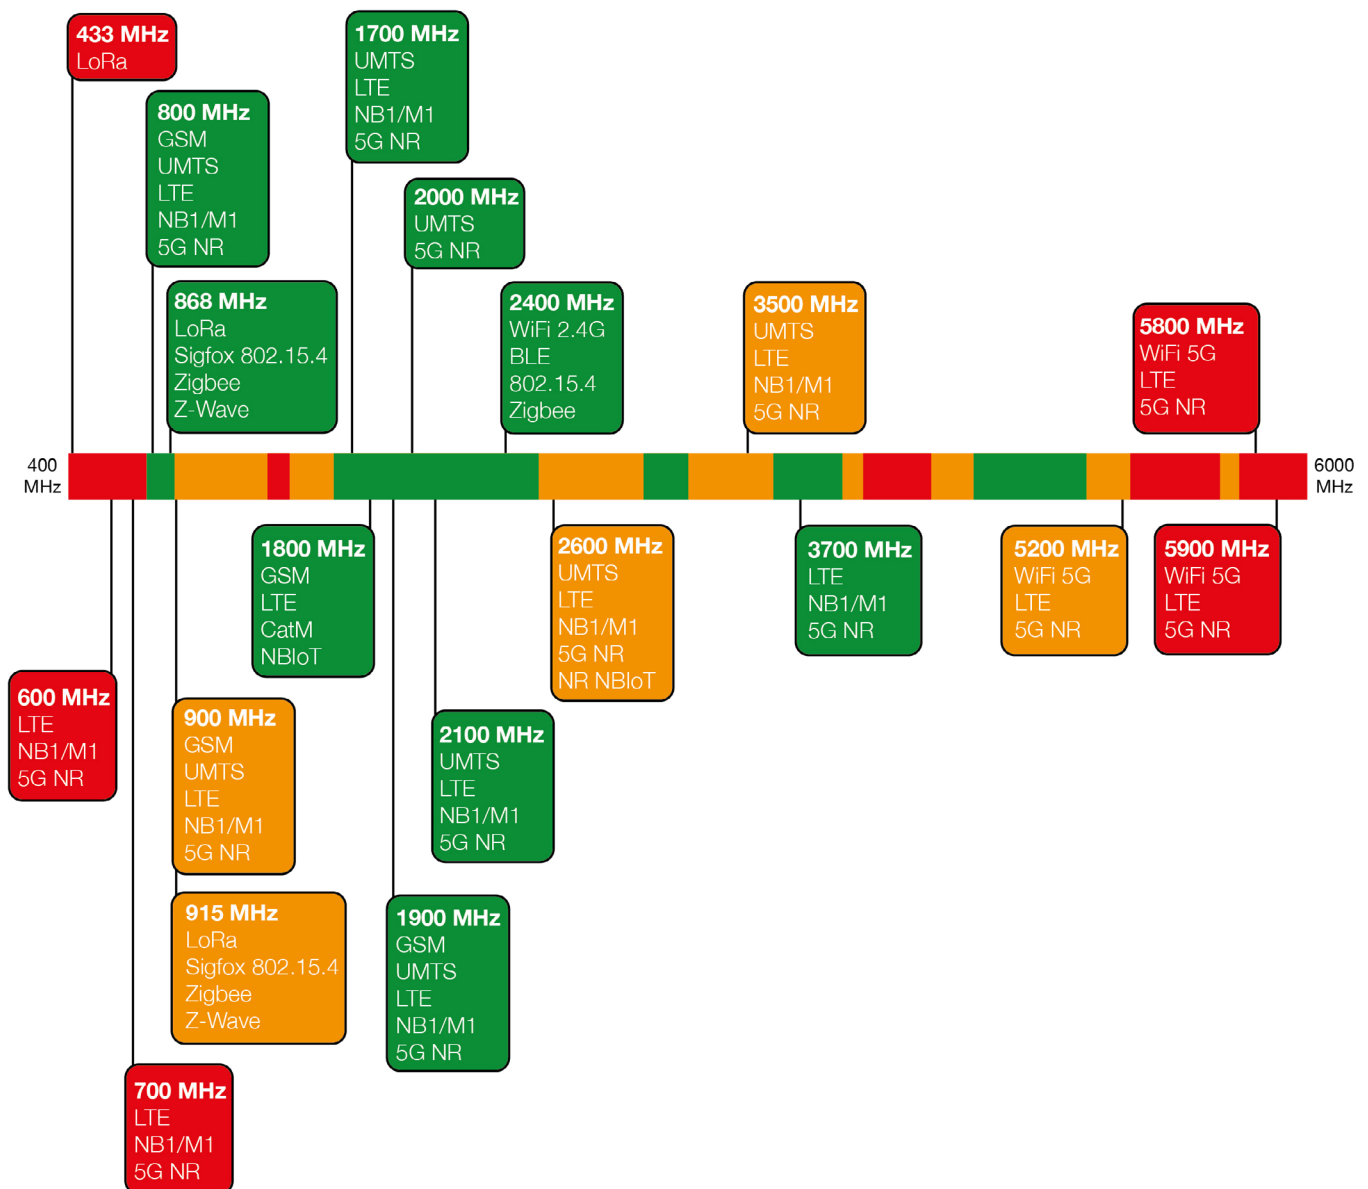 433 MHz
LoRa
800 MHz
GSM
UMTS
LTE
NB1/M1
5G NR
868 MHz
LoRa
Sigfox 802.15.4
Zigbee
Z-Wave
1700 MHz
UMTS
LTE
NB1/M1
5G NR
2000 MHz
UMTS
5G NR
2400 MHz
WiFi 2.4G
BLE
802.15.4
Zigbee
3500 MHz
UMTS
LTE
NB1/M1
5G NR
5800 MHz
WiFi 5G
LTE
5G NR
400
MHz
6000
MHz
600 MHz
LTE
NB1/M1
5G NR
700 MHz
LTE
NB1/M1
5G NR
900 MHz
GSM
UMTS
LTE
NB1/M1
5G NR
915 MHz
LoRa
Sigfox 802.15.4
Zigbee
Z-Wave
1800 MHz
GSM
LTE
CatM
NBIoT
1900 MHz
GSM
UMTS
LTE
NB1/M1
5G NR
2100 MHz
UMTS
LTE
NB1/M1
5G NR
2600 MHz
UMTS
LTE
NB1/M1
5G NR
NR NBIoT
3700 MHz
LTE
NB1/M1
5G NR
5200 MHz
WiFi 5G
LTE
5G NR
5900 MHz
WiFi 5G
LTE
5G NR